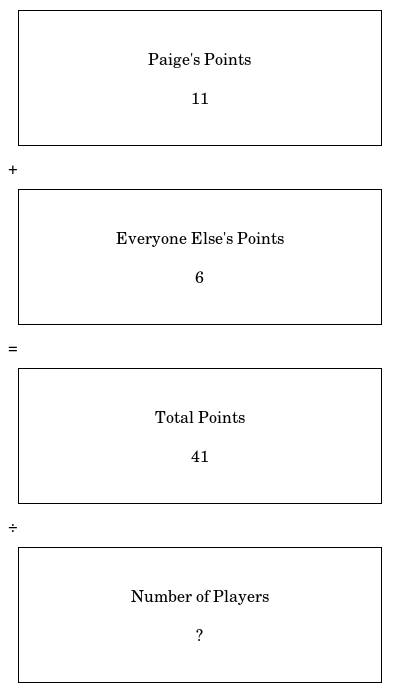 Paige's Points
11
+
Everyone Else's Points
6
=
Total Points
41
÷
Number of Players
?